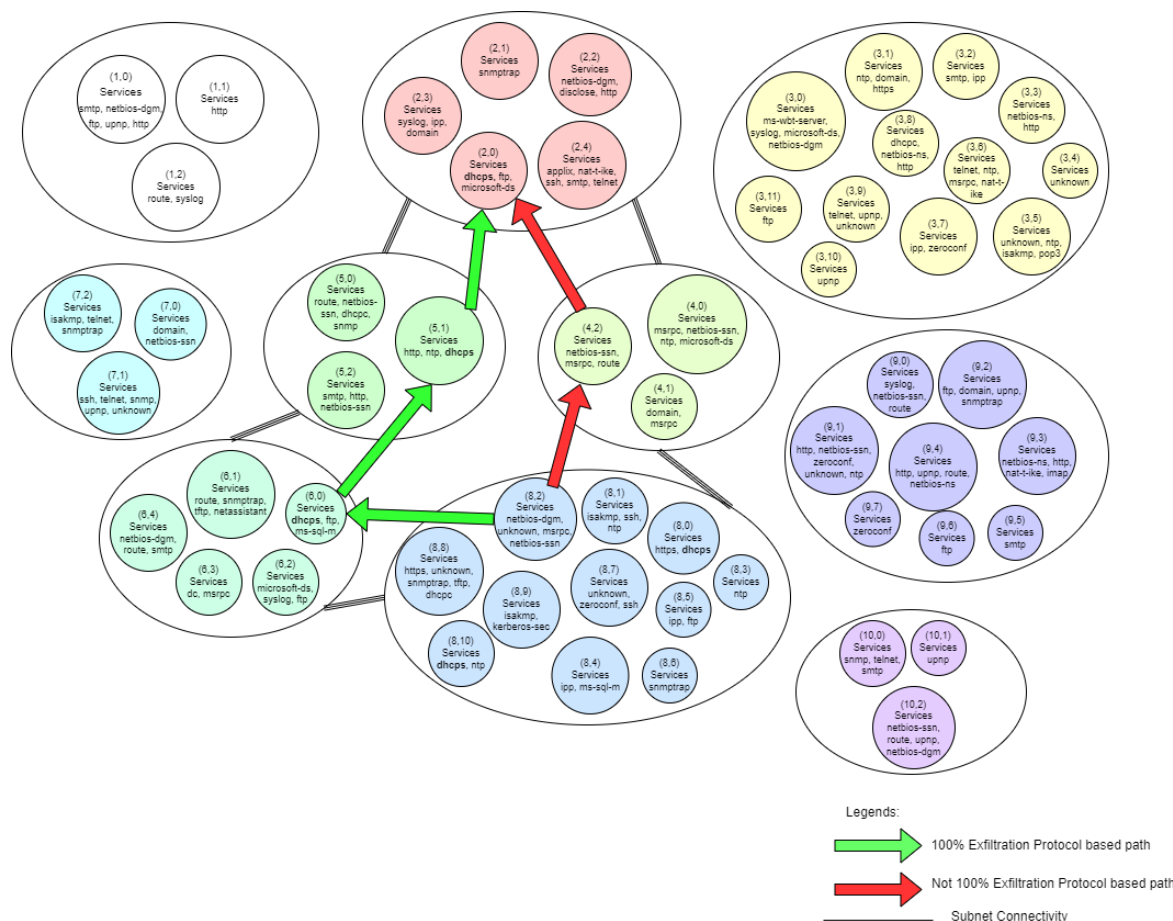 (1,0)
Services
smtp, netbios-dgm,
ftp, upnp, http
(1,1)
Services
http
(1,2)
Services
route, syslog
(2,1)
Services
snmptrap
(2,2)
Services
netbios-dgm,
disclose, http
(2,3)
Services
syslog, ipp,
domain
(2,0)
Services
dhcps, ftp,
microsoft-ds
(2,4)
Services
applix, nat-t-ike,
ssh, smtp, telnet
(3,0)
Services
ms-wbt-server,
syslog, microsoft-ds,
netbios-dgm
(3,1)
Services
ntp, domain,
https
(3,2)
Services
smtp, ipp
(3,3)
Services
netbios-ns,
http
(3,8)
Services
dhcpc,
netbios-ns,
http
(3,6)
Services
telnet, ntp,
msrpc, nat-t-
ike
(3,4)
Services
unknown
(3,11)
Services
ftp
(3,9)
Services
telnet, upnp,
unknown
(3,7)
Services
ipp, zeroconf
(3,5)
Services
unknown, ntp,
isakmp, pop3
(3,10)
Services
upnp
(7,2)
Services
isakmp, telnet,
snmptrap
(7,0)
Services
domain,
netbios-ssn
(7,1)
Services
ssh, telnet, snmp,
upnp, unknown
(5,0)
Services
route, netbios-
ssn, dhcpc,
snmp
(5,1)
Services
http, ntp, dhcps
(5,2)
Services
smtp, http,
netbios-ssn
(4,2)
Services
netbios-ssn,
msrpc, route
(4,0)
Services
msrpc, netbios-ssn,
ntp, microsoft-ds
(4,1)
Services
domain,
msrpc
(9,0)
Services
syslog,
netbios-ssn,
route
(9,2)
Services
ftp, domain, upnp,
snmptrap
(9,1)
Services
http, netbios-ssn,
zeroconf,
unknown, ntp
(9,4)
Services
http, upnp, route,
netbios-ns
(9,3)
Services
netbios-ns, http,
nat-t-ike, imap
(9,7)
Services
zeroconf
(9,6)
Services
ftp
(9,5)
Services
smtp
(6,1)
Services
route, snmptrap,
tftp, netassistant
(6,0)
Services
dhcps, ftp,
ms-sql-m
(6,4)
Services
netbios-dgm,
route, smtp
(6,3)
Services
dc, msrpc
(6,2)
Services
microsoft-ds,
syslog, ftp
(8,2)
Services
netbios-dgm,
unknown, msrpc,
netbios-ssn
(8,1)
Services
isakmp, ssh,
ntp
(8,0)
Services
https, dhcps
(8,8)
Services
https, unknown,
snmptrap, tftp,
dhcpc
(8,9)
Services
isakmp,
kerberos-sec
(8,7)
Services
unknown,
zeroconf, ssh
(8,3)
Services
ntp
(8,5)
Services
ipp, ftp
(8,10)
Services
dhcps, ntp
(8,4)
Services
ipp, ms-sql-m
(8,6)
Services
snmptrap
(10,0)
Services
snmp, telnet,
smtp
(10,1)
Services
upnp
(10,2)
Services
netbios-ssn,
route, upnp,
netbios-dgm
Legends:
100% Exfiltration Protocol based path
Not 100% Exfiltration Protocol based path
Subnet Connectivity